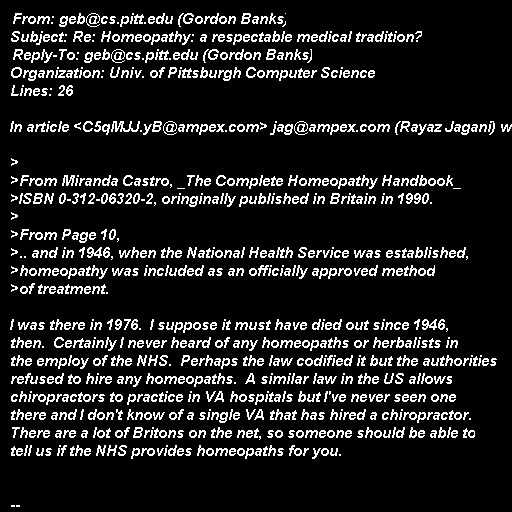 From: geb@cs.pitt.edu (Gordon Banks)
Subject: Re: Homeopathy: a respectable medical tradition?
Reply-To: geb@cs.pitt.edu (Gordon Banks)
Organization: Univ. of Pittsburgh Computer Science
Lines: 26

In article <C5qMJJ.yB@ampex.com> jag@ampex.com (Rayaz Jagani) w

>
>From Miranda Castro, _The Complete Homeopathy Handbook_
>ISBN 0-312-06320-2, oringinally published in Britain in 1990.
>
>From Page 10,
>.. and in 1946, when the National Health Service was established,
>homeopathy was included as an officially approved method
>of treatment.

I was there in 1976.  I suppose it must have died out since 1946,
then.  Certainly I never heard of any homeopaths or herbalists in
the employ of the NHS.  Perhaps the law codified it but the authorities
refused to hire any homeopaths.  A similar law in the US allows
chiropractors to practice in VA hospitals but I've never seen one
there and I don't know of a single VA that has hired a chiropractor.
There are a lot of Britons on the net, so someone should be able to
tell us if the NHS provides homeopaths for you.

--